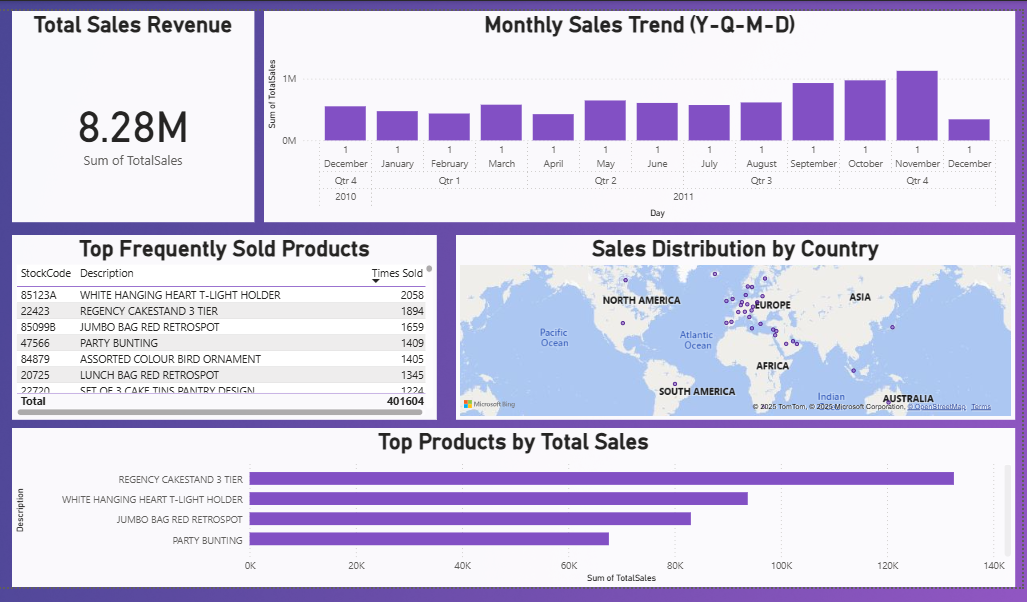 Total Sales Revenue
8.28M
Sum of TotalSales
Monthly Sales Trend (Y-Q-M-D)
Sum of TotalSales
1M
0M
1 1 1 1 1 1 1 1 1 1 1 1 1
December January February March April May June July August September October November December
Qtr 4 Qtr 1 Qtr 2 Qtr 3 Qtr 4
2010 2011
Day
Top Frequently Sold Products
StockCode Description Times Sold
85123A WHITE HANGING HEART T-LIGHT HOLDER 2058
22423 REGENCY CAKESTAND 3 TIER 1894
85099B JUMBO BAG RED RETROSPOT 1659
47566 PARTY BUNTING 1409
84879 ASSORTED COLOUR BIRD ORNAMENT 1405
20725 LUNCH BAG RED RETROSPOT 1345
22720 SET OF 3 CAKE TINS PANTRY DESIGN 1224
Total 401604
Sales Distribution by Country
NORTH AMERICA
EUROPE
ASIA
Pacific
Ocean
Atlantic
Ocean
AFRICA
SOUTH AMERICA
Indian
AUSTRALIA
Microsoft Bing
© 2025 TomTom, © 2025 Microsoft Corporation, © OpenStreetMap Terms
Top Products by Total Sales
Description
REGENCY CAKESTAND 3 TIER
WHITE HANGING HEART T-LIGHT HOLDER
JUMBO BAG RED RETROSPOT
PARTY BUNTING
0K 20K 40K 60K 80K 100K 120K 140K
Sum of TotalSales